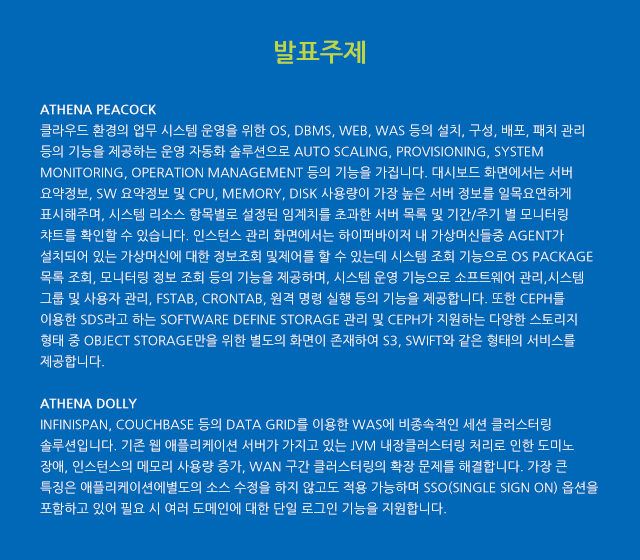 발표주제
ATHENA PEACOCK
클라우드 환경의 업무 시스템 운영을 위한 OS, DBMS, WEB, WAS 등의 설치, 구성, 배포, 패치 관리
등의 기능을 제공하는 운영 자동화 솔루션으로 AUTO SCALING, PROVISIONING, SYSTEM
MONITORING, OPERATION MANAGEMENT 등의 기능을 가집니다. 대시보드 화면에서는 서버
요약정보, SW 요약정보 및 CPU, MEMORY, DISK 사용량이 가장 높은 서버 정보를 일목요연하게
표시해주며, 시스템 리소스 항목별로 설정된 임계치를 초과한 서버 목록 및 기간/주기 별 모니터링
챠트를 확인할 수 있습니다. 인스턴스 관리 화면에서는 하이퍼바이저 내 가상머신들중 AGENT가
설치되어 있는 가상머신에 대한 정보조회 및제어를 할 수 있는데 시스템 조회 기능으로 OS PACKAGE
목록 조회, 모니터링 정보 조회 등의 기능을 제공하며, 시스템 운영 기능으로 소프트웨어 관리,시스템
그룹 및 사용자 관리, FSTAB, CRONTAB, 원격 명령 실행 등의 기능을 제공합니다. 또한 CEPH를
이용한 SDS라고 하는 SOFTWARE DEFINE STORAGE 관리 및 CEPH가 지원하는 다양한 스토리지
형태 중 OBJECT STORAGE만을 위한 별도의 화면이 존재하여 S3, SWIFT와 같은 형태의 서비스를
제공합니다.
ATHENA DOLLY
INFINISPAN, COUCHBASE 등의 DATA GRID를 이용한 WAS에 비종속적인 세션 클러스터링
솔루션입니다. 기존 웹 애플리케이션 서버가 가지고 있는 JVM 내장클러스터링 처리로 인한 도미노
장애, 인스턴스의 메모리 사용량 증가, WAN 구간 클러스터링의 확장 문제를 해결합니다. 가장 큰
특징은 애플리케이션에별도의 소스 수정을 하지 않고도 적용 가능하며 SSO(SINGLE SIGN ON) 옵션을
포함하고 있어 필요 시 여러 도메인에 대한 단일 로그인 기능을 지원합니다.